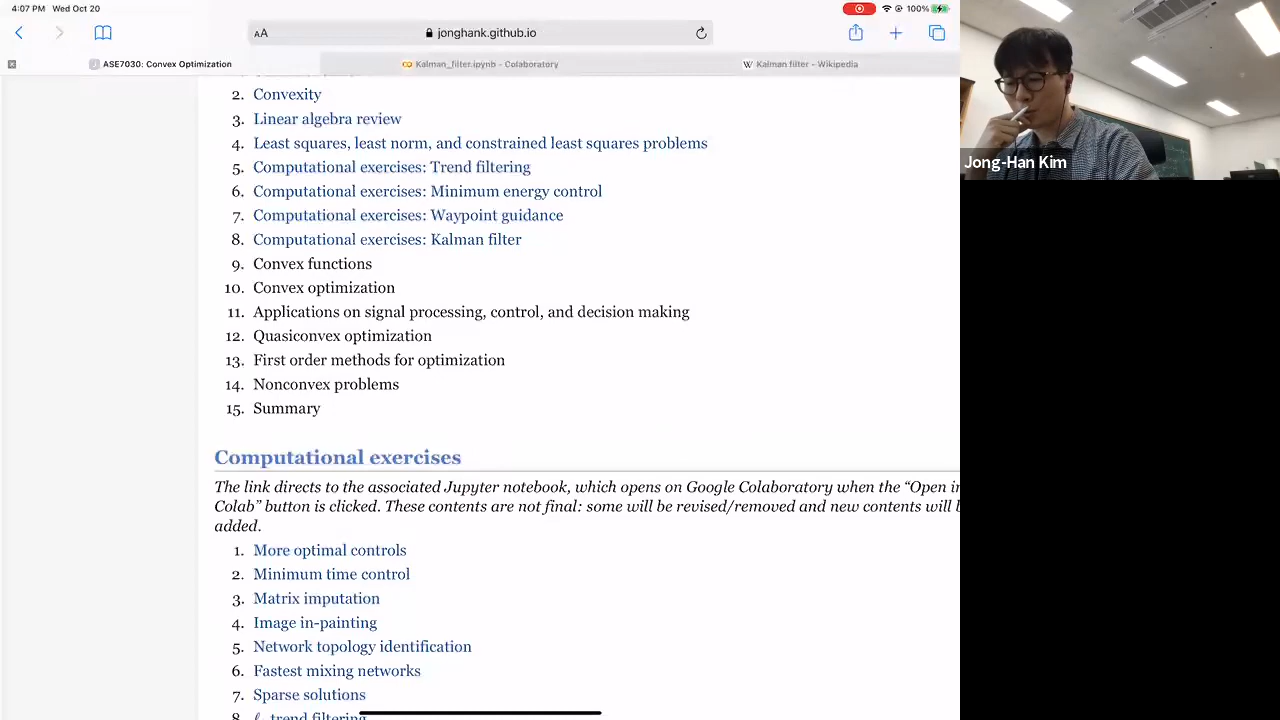 4:07 PM Wed Oct 20
100%
AA
jonghank.github.io
ASE7030: Convex Optimization
Kalman_filter.ipynb - Colaboratory
W Kalman filter - Wikipedia
2. Convexity
3. Linear algebra review
4. Least squares, least norm, and constrained least squares problems
5. Computational exercises: Trend filtering
6. Computational exercises: Minimum energy control
7. Computational exercises: Waypoint guidance
8. Computational exercises: Kalman filter
9. Convex functions
10. Convex optimization
11. Applications on signal processing, control, and decision making
12. Quasiconvex optimization
13. First order methods for optimization
14. Nonconvex problems
15. Summary
Computational exercises
The link directs to the associated Jupyter notebook, which opens on Google Colaboratory when the “Open in
Colab” button is clicked. These contents are not final: some will be revised/removed and new contents will
added.
1. More optimal controls
2. Minimum time control
3. Matrix imputation
4. Image in-painting
5. Network topology identification
6. Fastest mixing networks
7. Sparse solutions
8. trend filtering
Jong-Han Kim